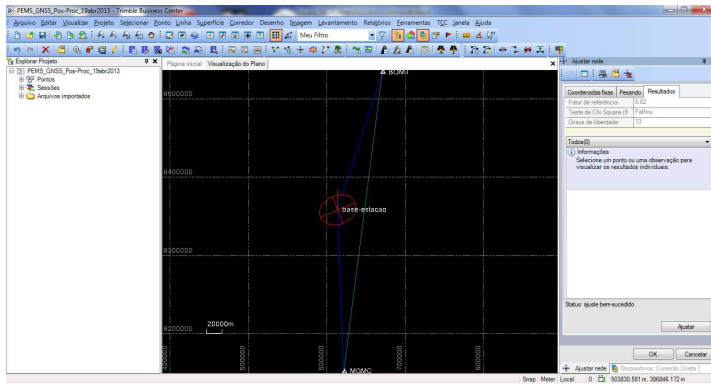 PEMS_GNSS_Pos-Proc_19abr2013 - Trimble Business Center
Arquivo Editar Visualizar Projeto Selecionar Ponto Linha Superfície Corredor Desenho Imagem Levantamento Relatórios Ferramentas TCC Janela Ajuda
Meu Filtro
Explorar Projeto
PEMS_GNSS_Pos-Proc_19abr2013
Pontos
Sessões
Arquivos importados
Página inicial Visualização do Plano
BOMJ
8500000
8400000
base-estacao
8300000
8200000
20000m
400000 500000 600000 700000 800000
MGMC
Ajustar rede
Coordenadas fixas Pesando Resultados
Fator de referência: 5.02
Teste de Chi Square (9 Falhou
Graus de liberdade: 13
Todos(0)
Informações
Selecione um ponto ou uma observação para
visualizar os resultados individuais.
Status: ajuste bem-sucedido
Ajustar
OK Cancelar
Ajustar rede Dispositivos: Conexão Direta
Snap Meter Local 0 503830.581 m, 386846.172 m